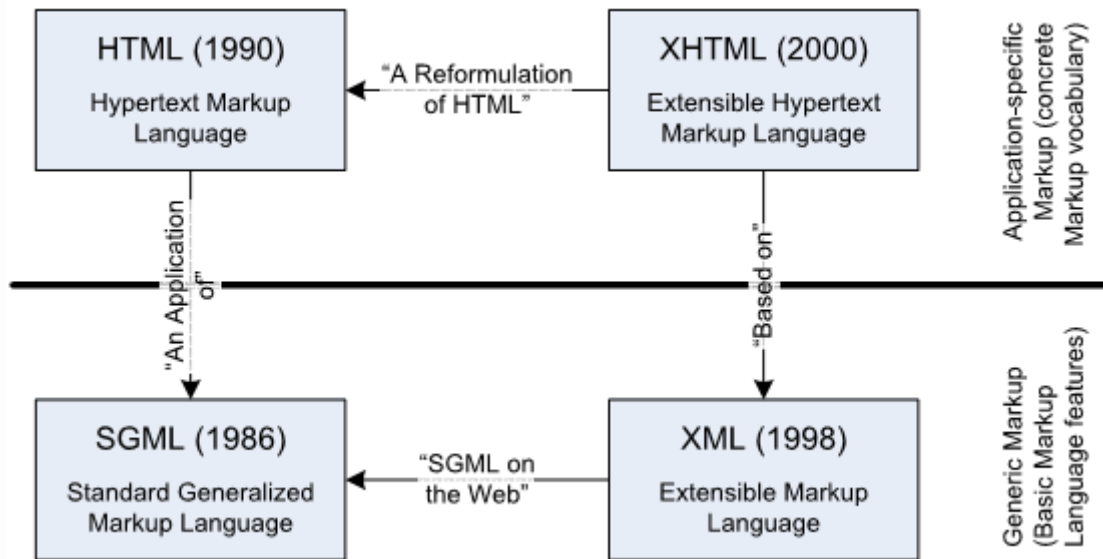 HTML (1990)
Hypertext Markup
Language
“A Reformulation
of HTML”
XHTML (2000)
Extensible Hypertext
Markup Language
Application-specific
Markup (concrete
Markup vocabulary)
“An Application
of”
“Based on”
SGML (1986)
Standard Generalized
Markup Language
“SGML on
the Web”
XML (1998)
Extensible Markup
Language
Generic Markup
(Basic Markup
Language features)